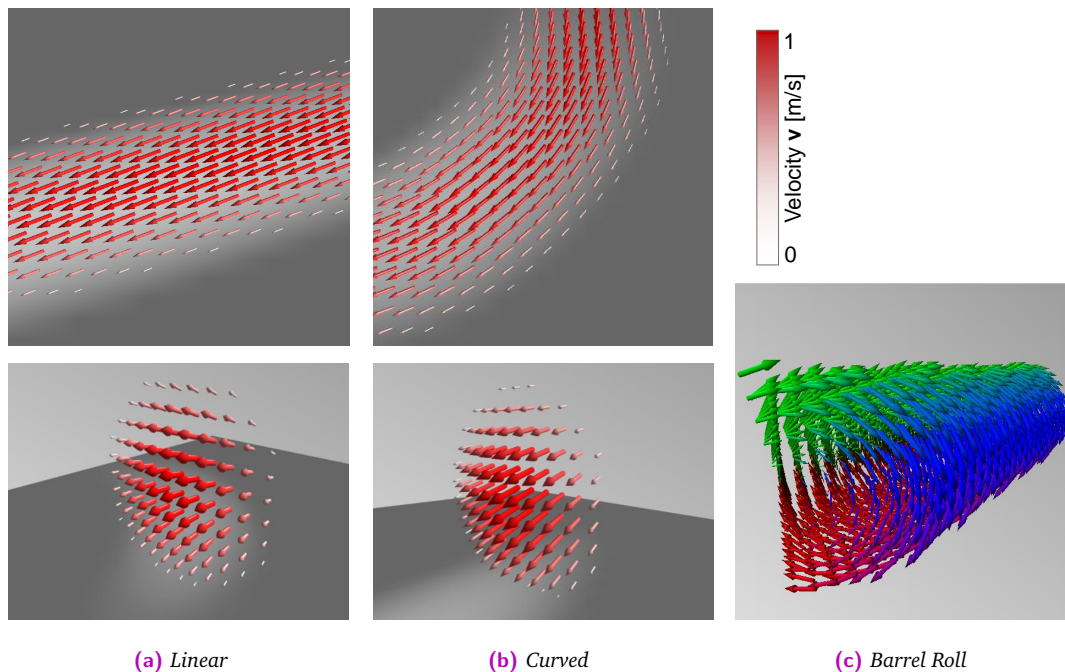 1
Velocity v [m/s]
0
(a) Linear
(b) Curved
(c) Barrel Roll